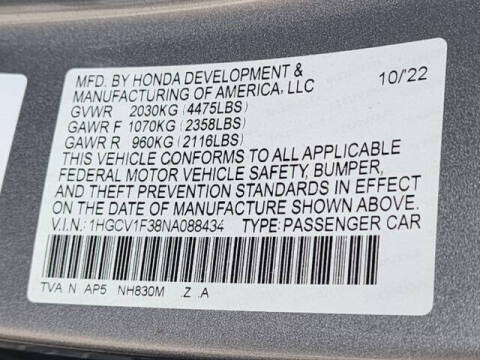 MFD. BY HONDA DEVELOPMENT & 10/'22
MANUFACTURING OF AMERICA, LLC
GVWR 2030KG (4475LBS)
GAWR F 1070KG (2358LBS)
GAWR R 960KG (2116LBS)
THIS VEHICLE CONFORMS TO ALL APPLICABLE
FEDERAL MOTOR VEHICLE SAFETY, BUMPER,
AND THEFT PREVENTION STANDARDS IN EFFECT
ON THE DATE OF MANUFACTURE SHOWN ABOVE.
V.I.N.: 1HGCV1F38NA088434 TYPE: PASSENGER CAR
TVA N AP5 NH830M .Z .A